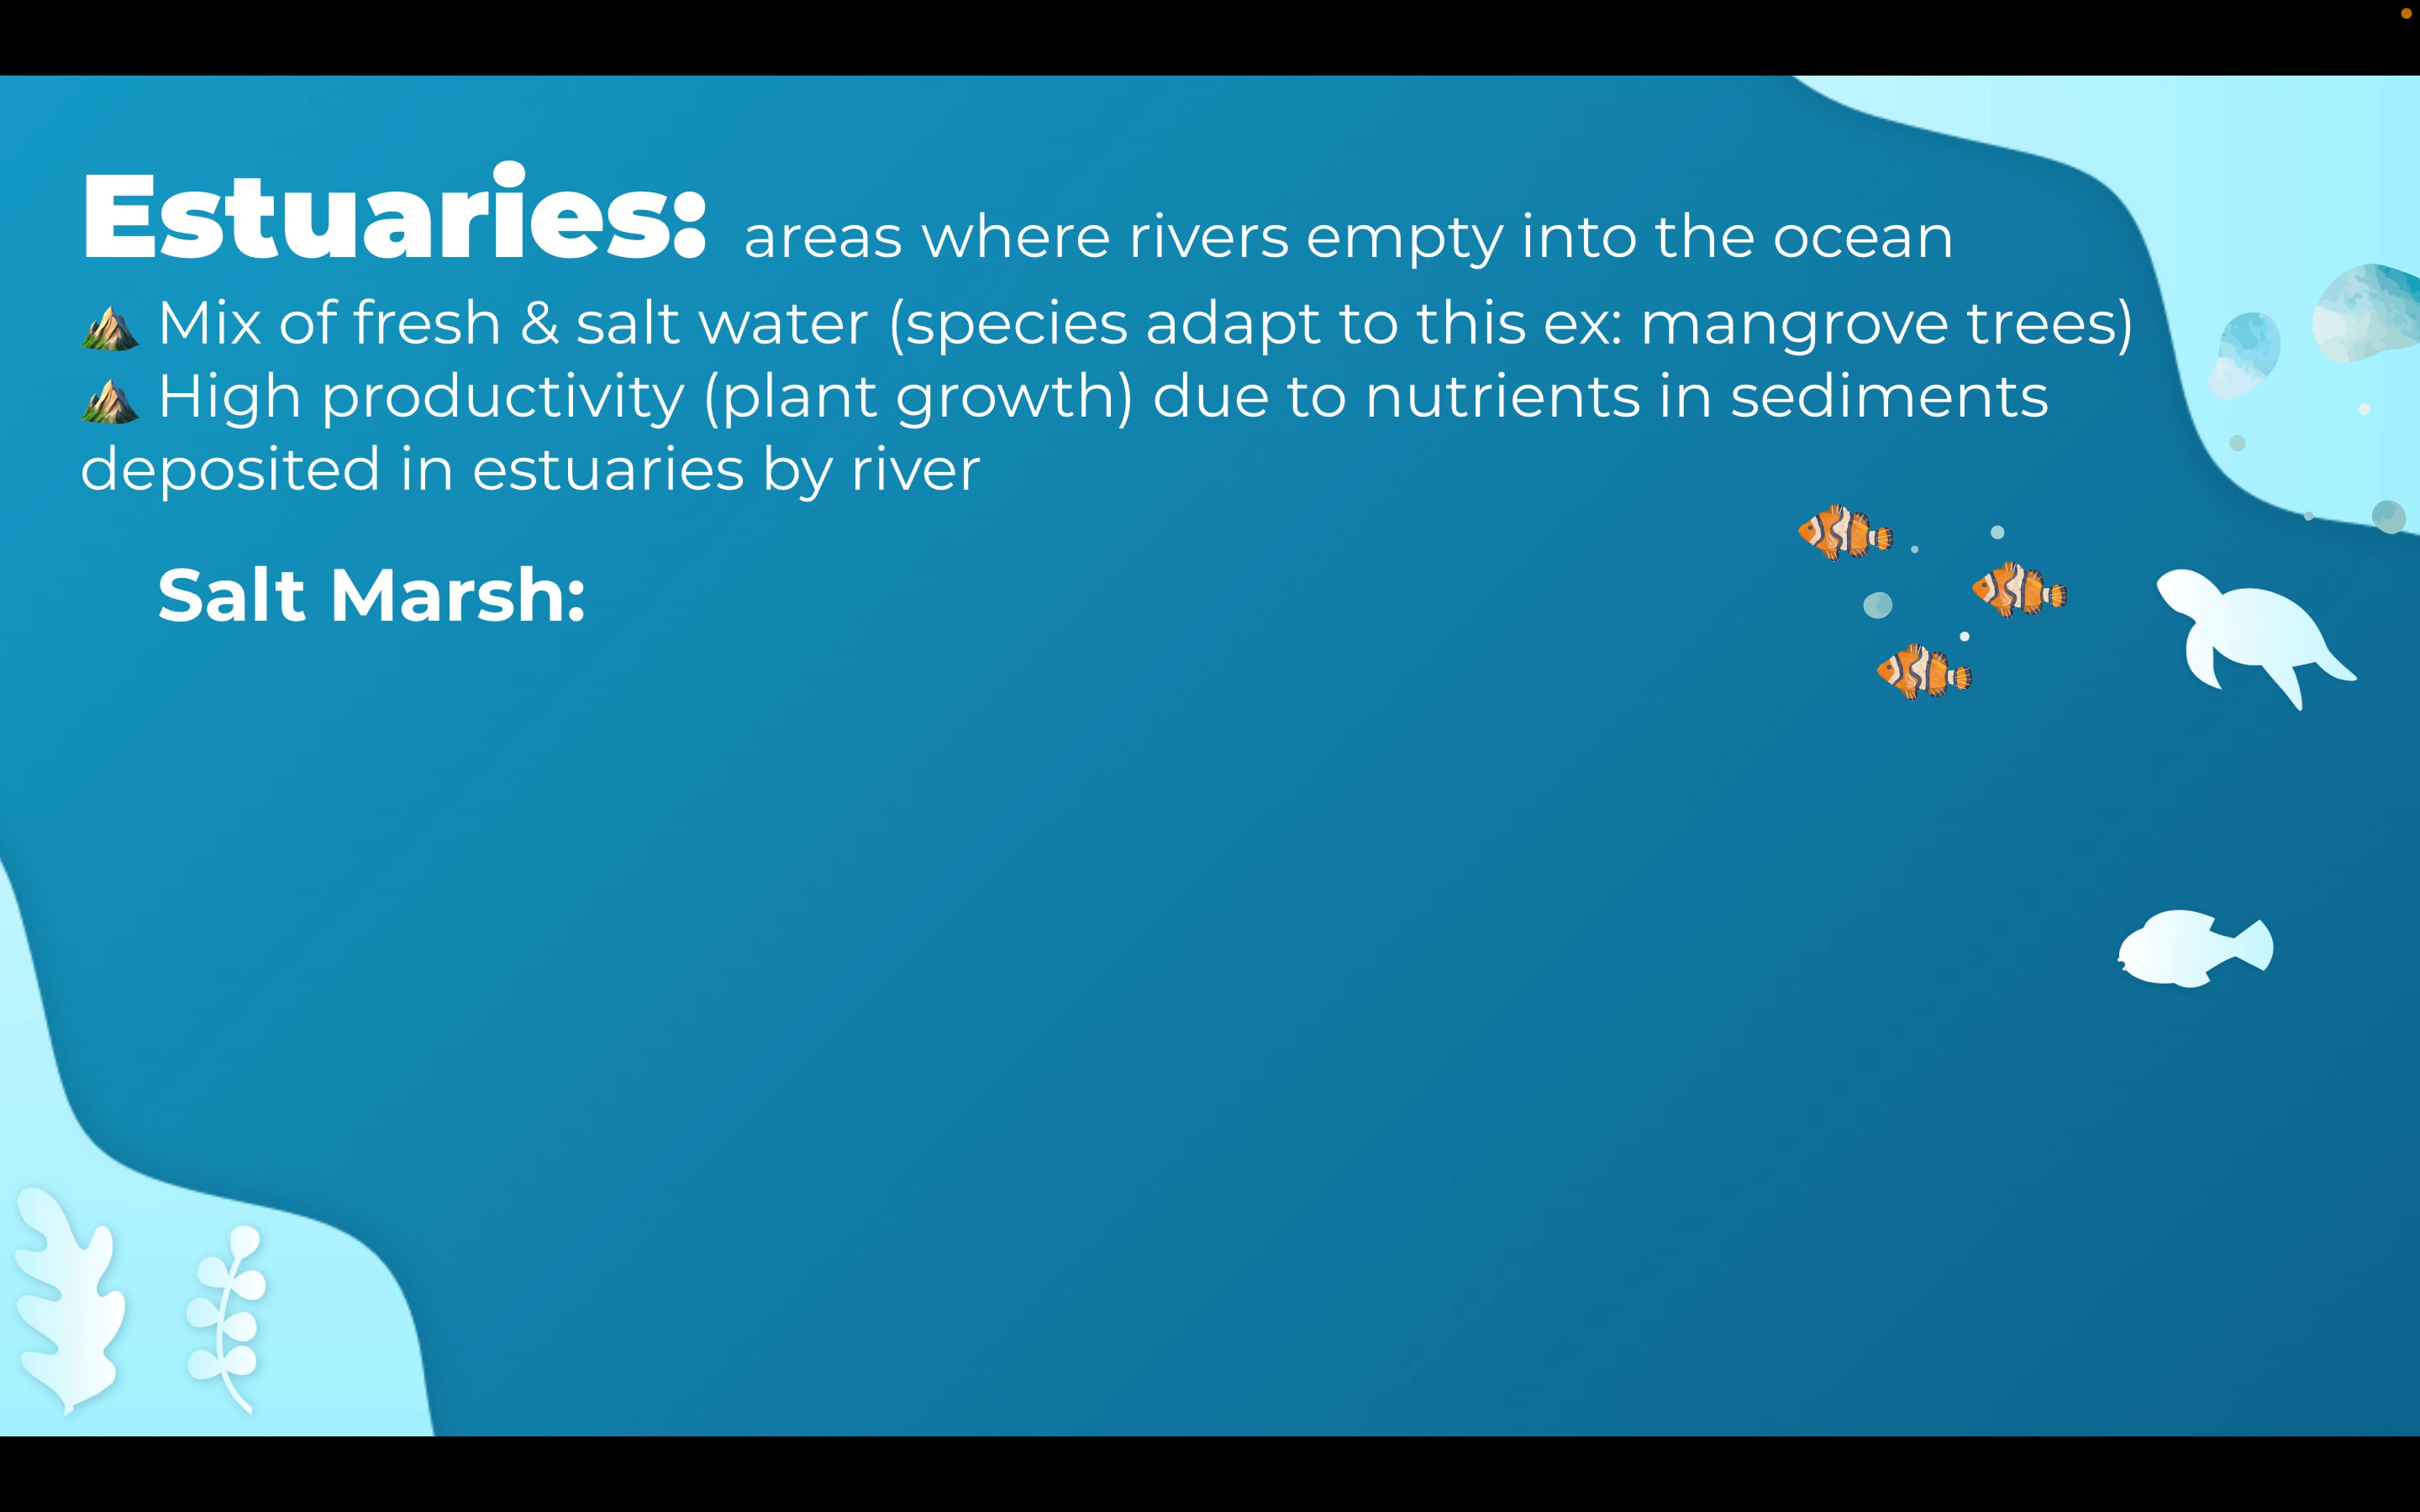 Estuaries: areas where rivers empty into the ocean
⛰️ Mix of fresh & salt water (species adapt to this ex: mangrove trees)
⛰️ High productivity (plant growth) due to nutrients in sediments
deposited in estuaries by river
Salt Marsh: